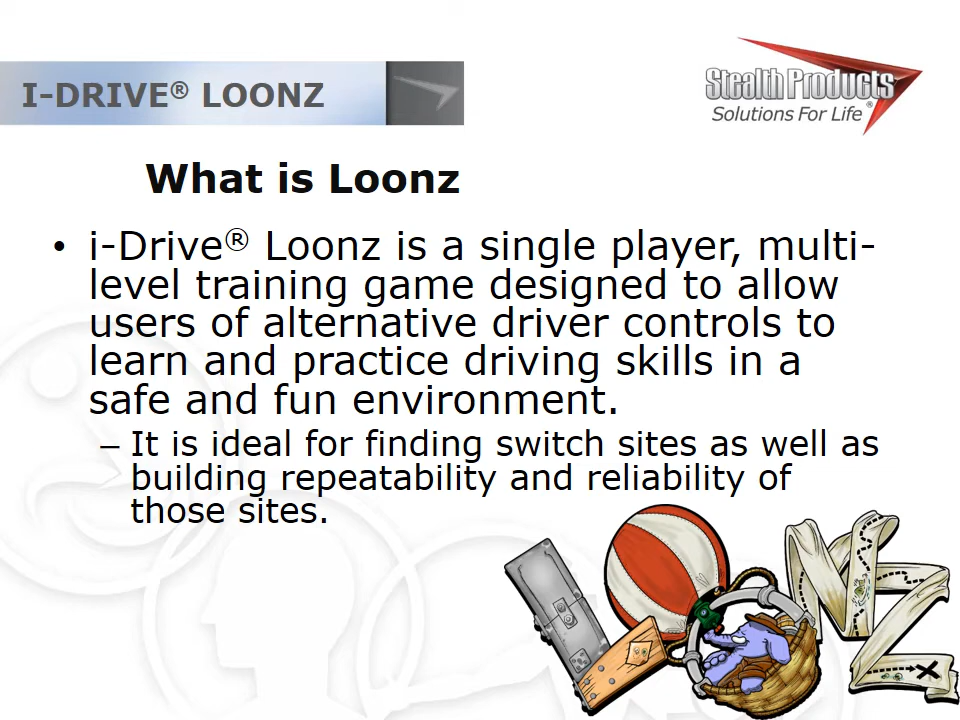 I-DRIVE® LOONZ
Stealth Products®
Solutions For Life
What is Loonz
• i-Drive® Loonz is a single player, multi-
level training game designed to allow
users of alternative driver controls to
learn and practice driving skills in a
safe and fun environment.
– It is ideal for finding switch sites as well as
building repeatability and reliability of
those sites.
LOONZ